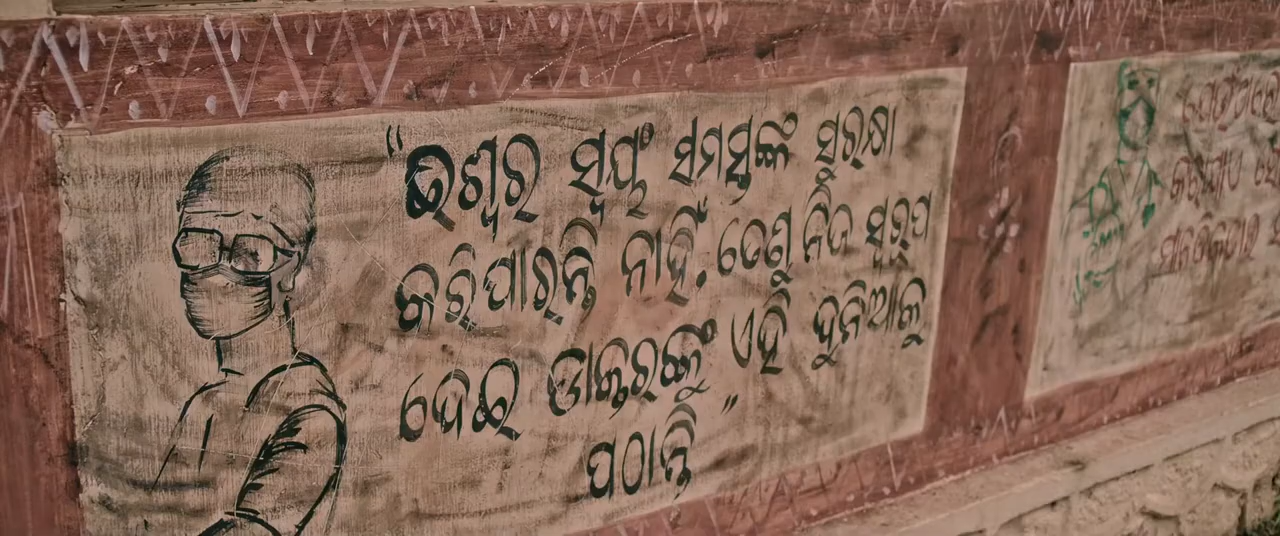 "ଈଶ୍ୱର ସ୍ୱୟଂ ସମସ୍ତଙ୍କ ସୁରକ୍ଷା
କରିପାରନ୍ତି ନାହିଁ, ତେଣୁ ନିଜ ସ୍ୱରୂପ
ଦେଇ ଡାକ୍ତରଙ୍କୁ ଏହି ଦୁନିଆକୁ
ପଠାନ୍ତି"